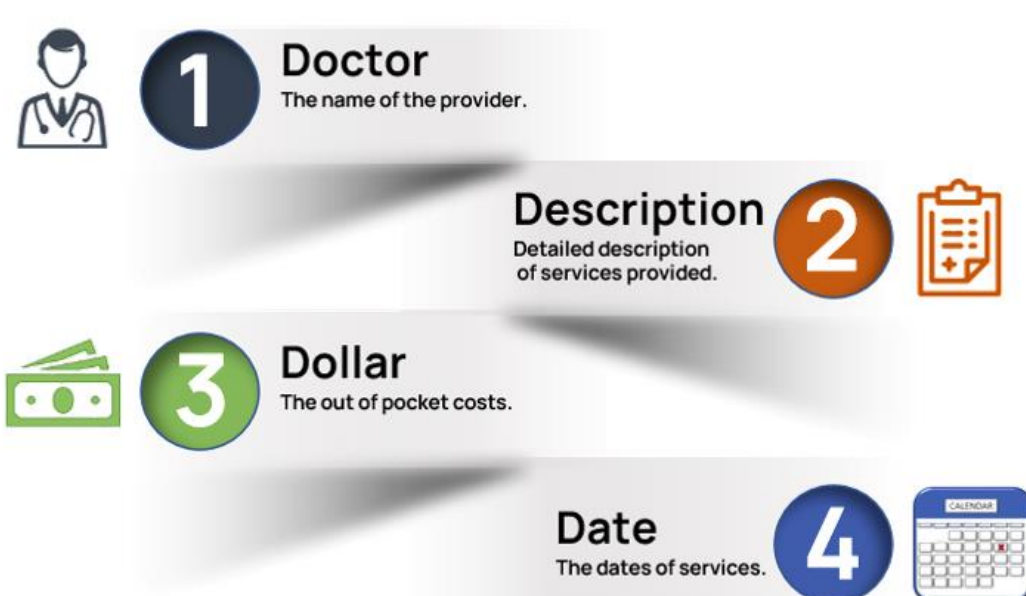 1
Doctor
The name of the provider.
Description
Detailed description
of services provided.
2
3
Dollar
The out of pocket costs.
Date
The dates of services.
4
CALENDAR